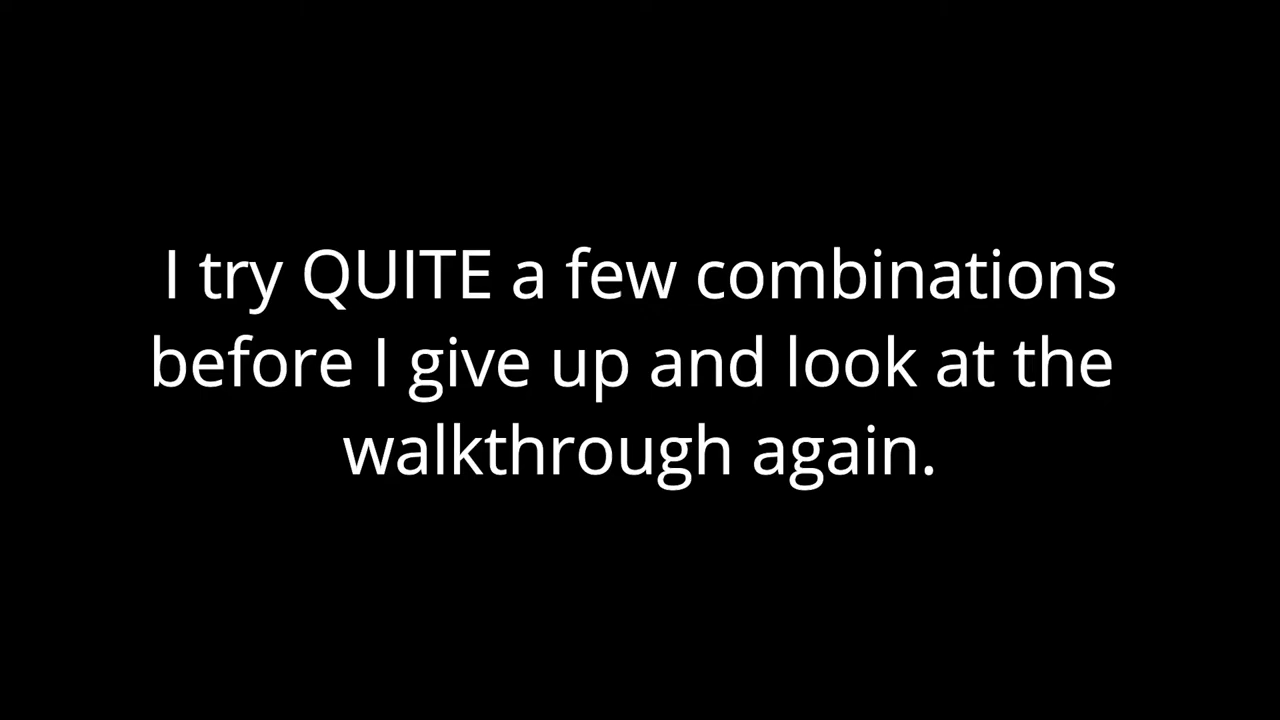 I try QUITE a few combinations
before I give up and look at the
walkthrough again.